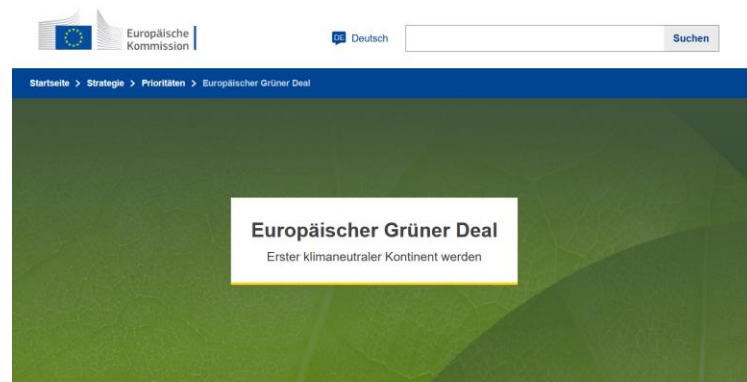 Europäische
Kommission
DE Deutsch
Suchen
Startseite > Strategie > Prioritäten > Europäischer Grüner Deal
Europäischer Grüner Deal
Erster klimaneutraler Kontinent werden